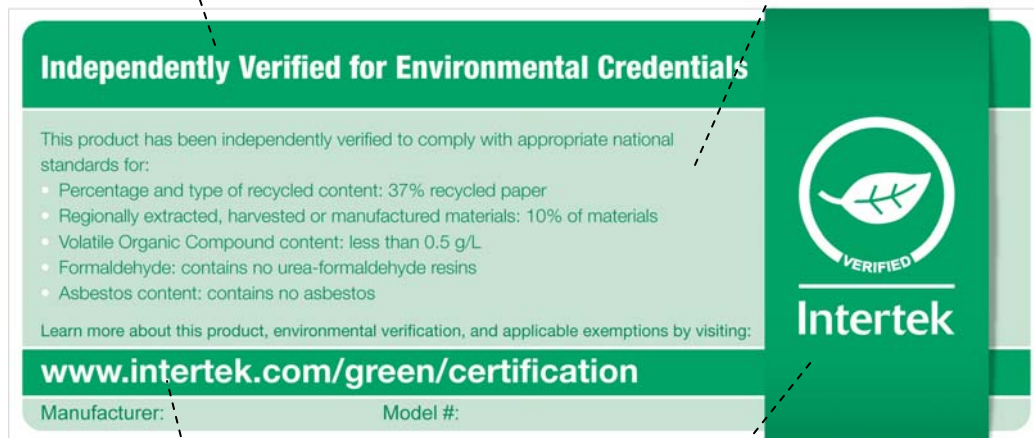 Independently Verified for Environmental Credentials
This product has been independently verified to comply with appropriate national
standards for:
• Percentage and type of recycled content: 37% recycled paper
• Regionally extracted, harvested or manufactured materials: 10% of materials
• Volatile Organic Compound content: less than 0.5 g/L
• Formaldehyde: contains no urea-formaldehyde resins
• Asbestos content: contains no asbestos
Learn more about this product, environmental verification, and applicable exemptions by visiting:
www.intertek.com/green/certification
Manufacturer: Model #:
VERIFIED
Intertek